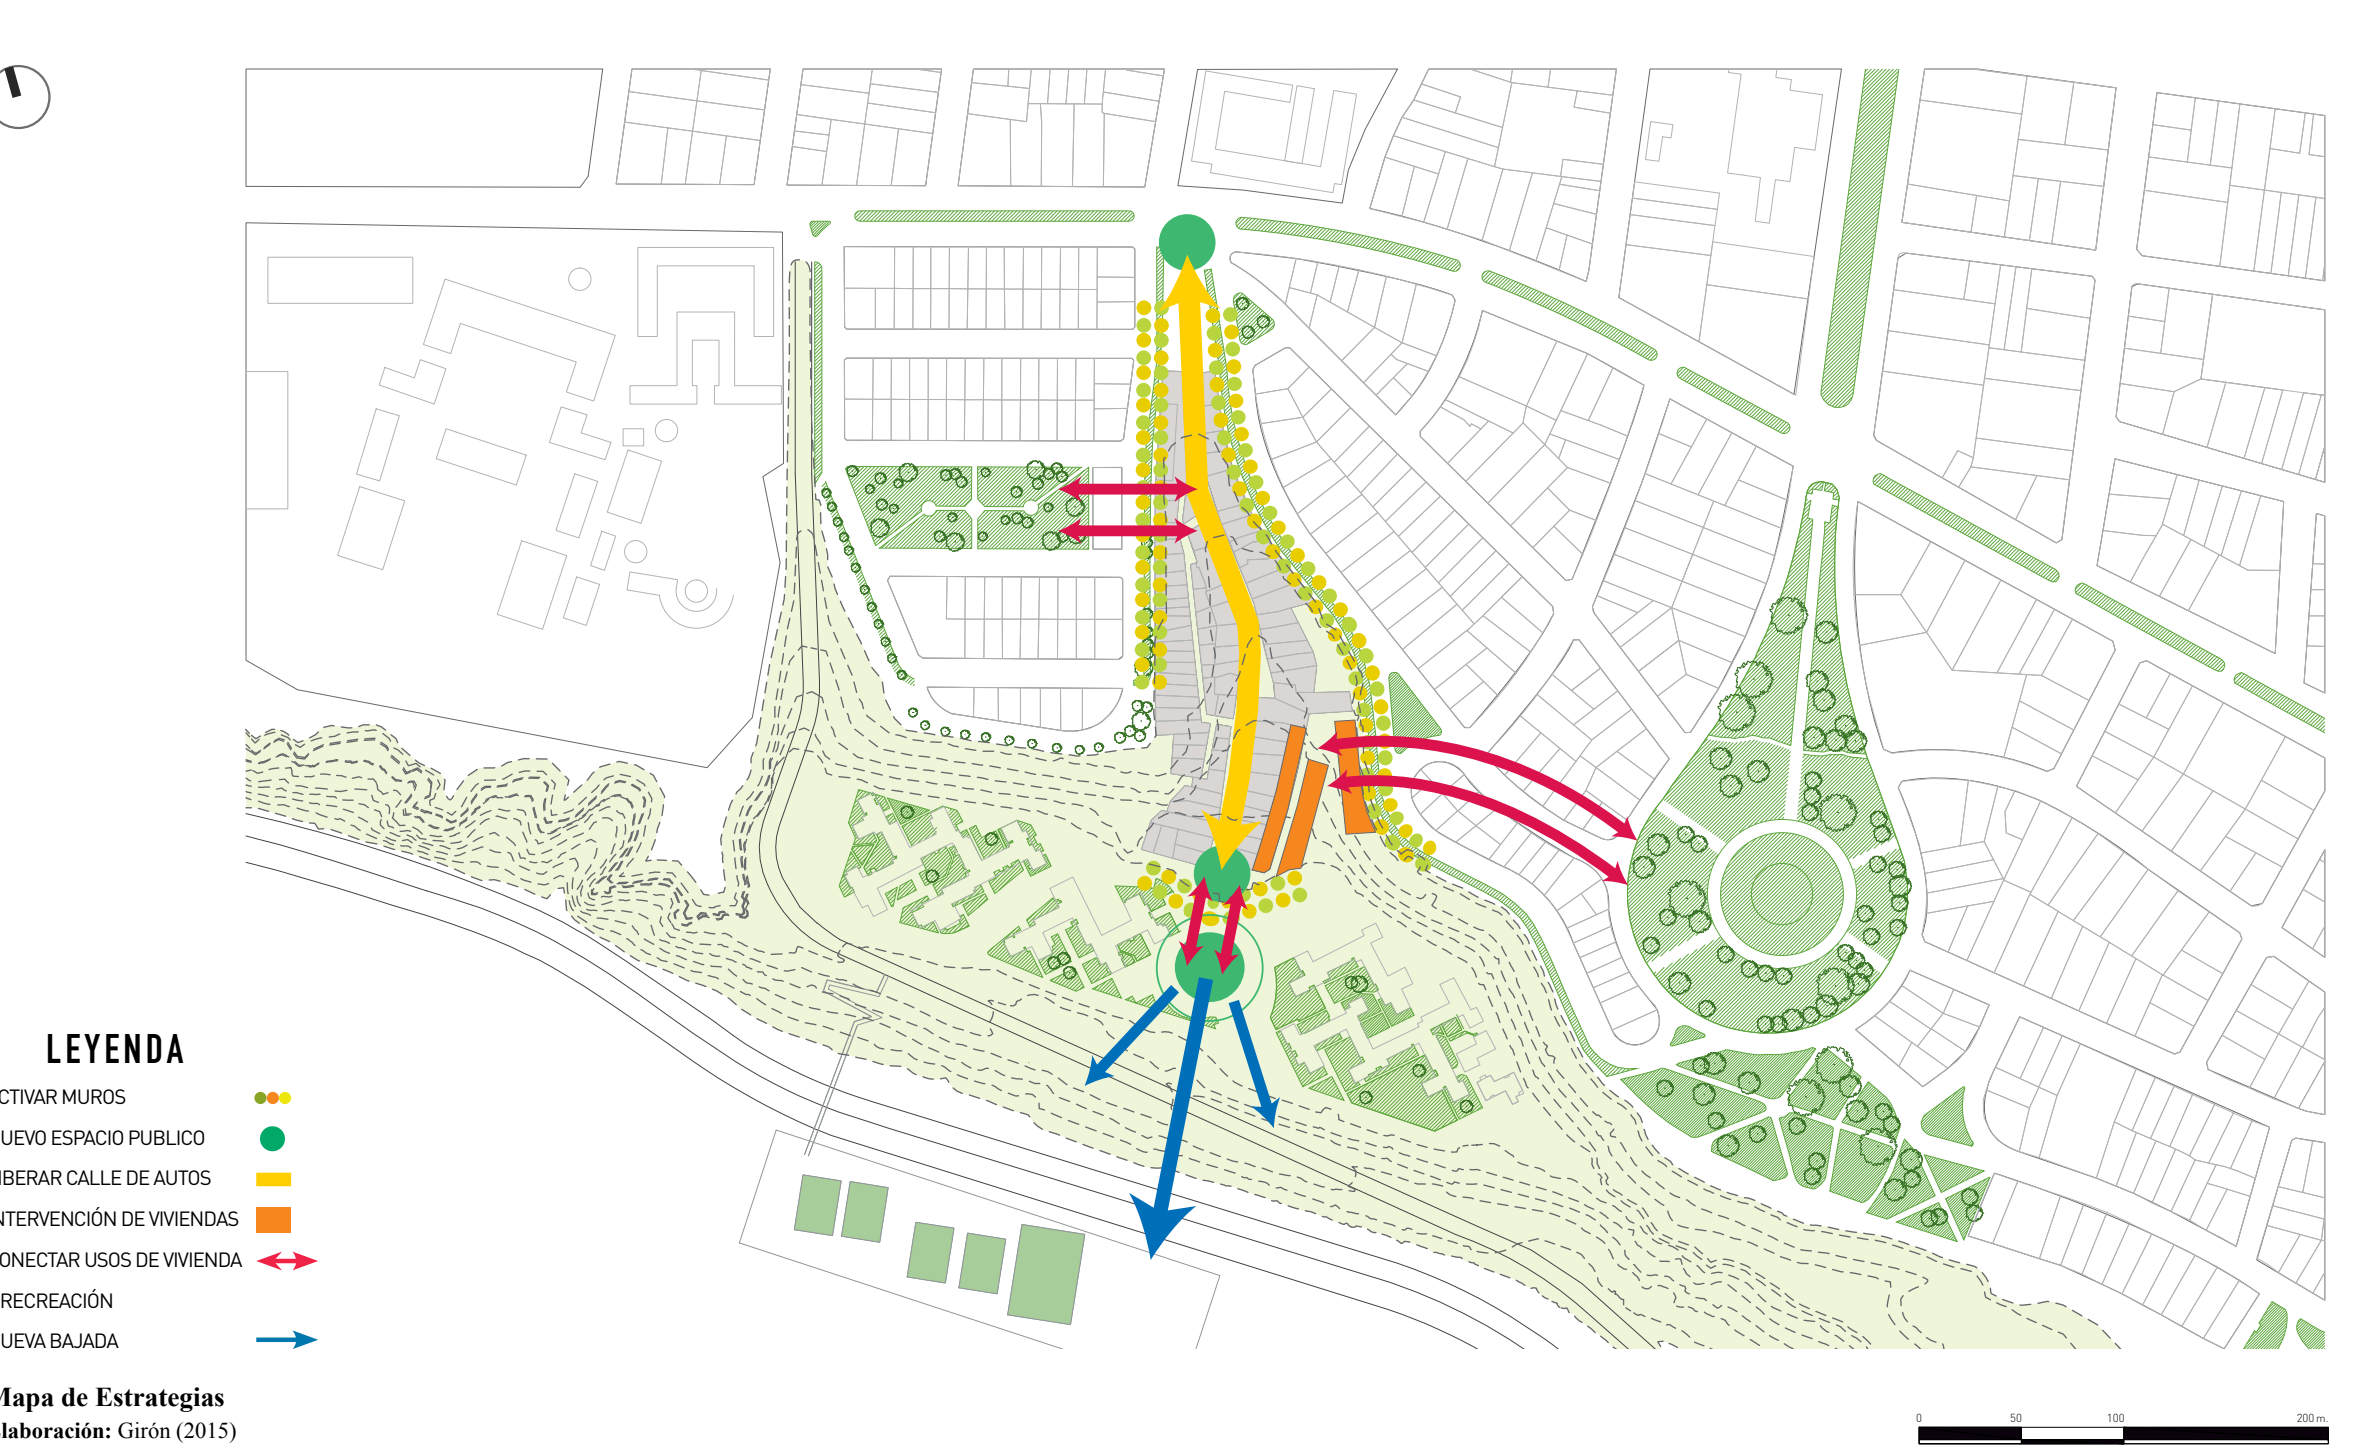 LEYENDA
CTIVAR MUROS
UEVO ESPACIO PUBLICO
IBERAR CALLE DE AUTOS
NTERVENCIÓN DE VIVIENDAS
ONECTAR USOS DE VIVIENDA
RECREACIÓN
UEVA BAJADA
Mapa de Estrategias
laboración: Girón (2015)
0 50 100 200 m.